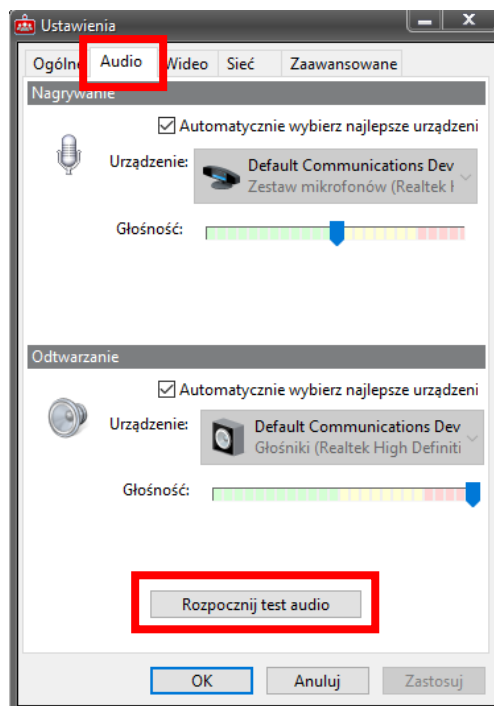 Ustawienia
Ogólne Audio Wideo Sieć Zaawansowane
Nagrywanie
Automatycznie wybierz najlepsze urządzeni
Urządzenie: Default Communications Dev
Zestaw mikrofonów (Realtek H
Głośność:
Odtwarzanie
Automatycznie wybierz najlepsze urządzeni
Urządzenie: Default Communications Dev
Głośniki (Realtek High Definiti
Głośność:
Rozpocznij test audio
OK Anuluj Zastosuj